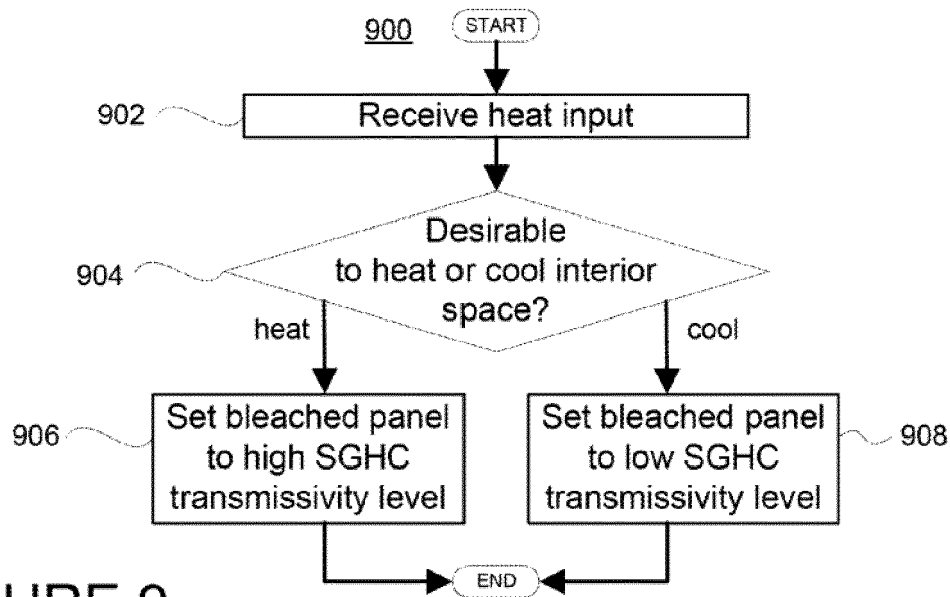 900
START
902
Receive heat input
904
Desirable
to heat or cool interior
space?
heat
cool
906
Set bleached panel
to high SGHC
transmissivity level
Set bleached panel
to low SGHC
transmissivity level
908
END